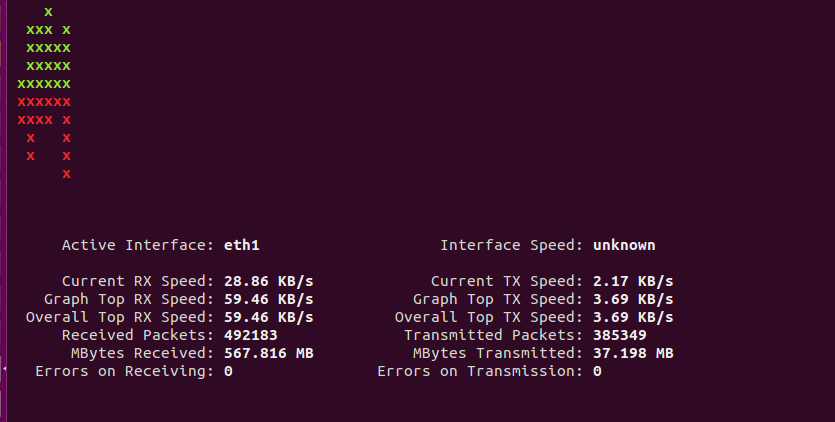 x
xxx x
xxxxx
xxxxx
xxxxxx
xxxxxx
xxxx x
x   x
x   x
x
Active Interface: eth1 Interface Speed: unknown
Current RX Speed: 28.86 KB/s Current TX Speed: 2.17 KB/s
Graph Top RX Speed: 59.46 KB/s Graph Top TX Speed: 3.69 KB/s
Overall Top RX Speed: 59.46 KB/s Overall Top TX Speed: 3.69 KB/s
Received Packets: 492183 Transmitted Packets: 385349
MBytes Received: 567.816 MB MBytes Transmitted: 37.198 MB
Errors on Receiving: 0 Errors on Transmission: 0